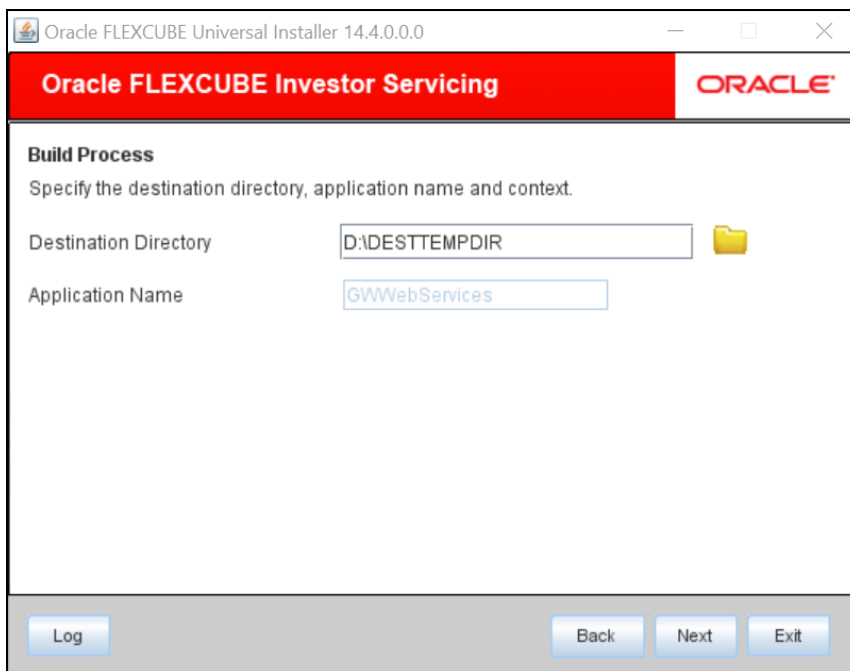 Oracle FLEXCUBE Universal Installer 14.4.0.0.0
Oracle FLEXCUBE Investor Servicing
ORACLE
Build Process
Specify the destination directory, application name and context.
Destination Directory
D:\DESTTEMPDIR
Application Name
GWWebServices
Log
Back
Next
Exit